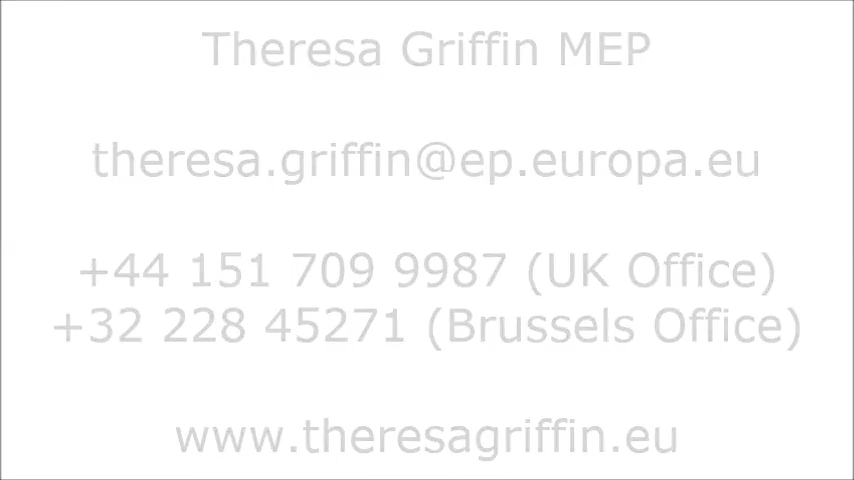 Theresa Griffin MEP
theresa.griffin@ep.europa.eu
+44 151 709 9987 (UK Office)
+32 228 45271 (Brussels Office)
www.theresagriffin.eu